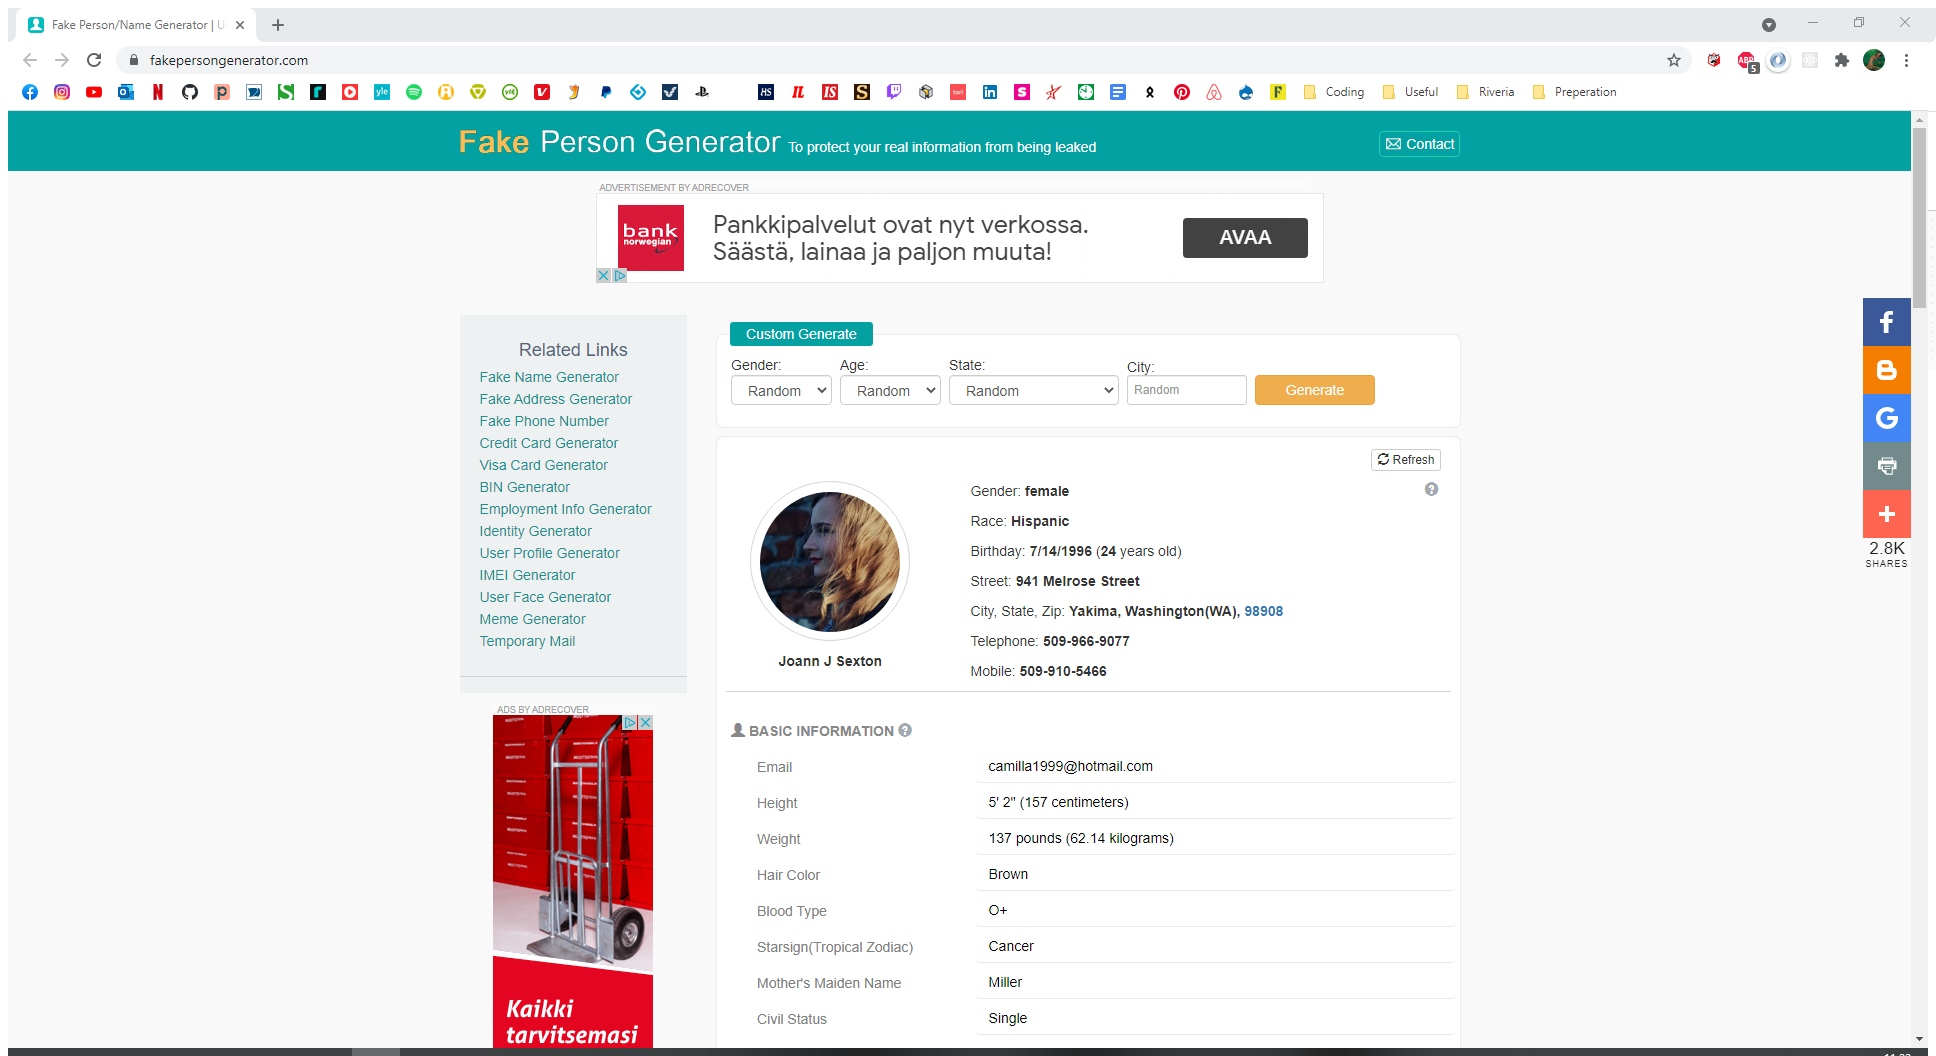 Fake Person/Name Generator | U
fakepersongenerator.com
ABP
5
yle
HS
IL
IS
S
tori
F
Coding
Useful
Riveria
Preperation
Fake Person Generator To protect your real information from being leaked
Contact
ADVERTISEMENT BY ADRECOVER
bank
norwegian
Pankkipalvelut ovat nyt verkossa.
Säästä, lainaa ja paljon muuta!
AVAA
Related Links
Fake Name Generator
Fake Address Generator
Fake Phone Number
Credit Card Generator
Visa Card Generator
BIN Generator
Employment Info Generator
Identity Generator
User Profile Generator
IMEI Generator
User Face Generator
Meme Generator
Temporary Mail
ADS BY ADRECOVER
Kaikki
tarvitsemasi
Custom Generate
Gender:
Random
Age:
Random
State:
Random
City:
Random
Generate
Refresh
Joann J Sexton
Gender: female
Race: Hispanic
Birthday: 7/14/1996 (24 years old)
Street: 941 Melrose Street
City, State, Zip: Yakima, Washington(WA), 98908
Telephone: 509-966-9077
Mobile: 509-910-5466
BASIC INFORMATION
Email camilla1999@hotmail.com
Height 5' 2" (157 centimeters)
Weight 137 pounds (62.14 kilograms)
Hair Color Brown
Blood Type O+
Starsign(Tropical Zodiac) Cancer
Mother's Maiden Name Miller
Civil Status Single
2.8K
SHARES